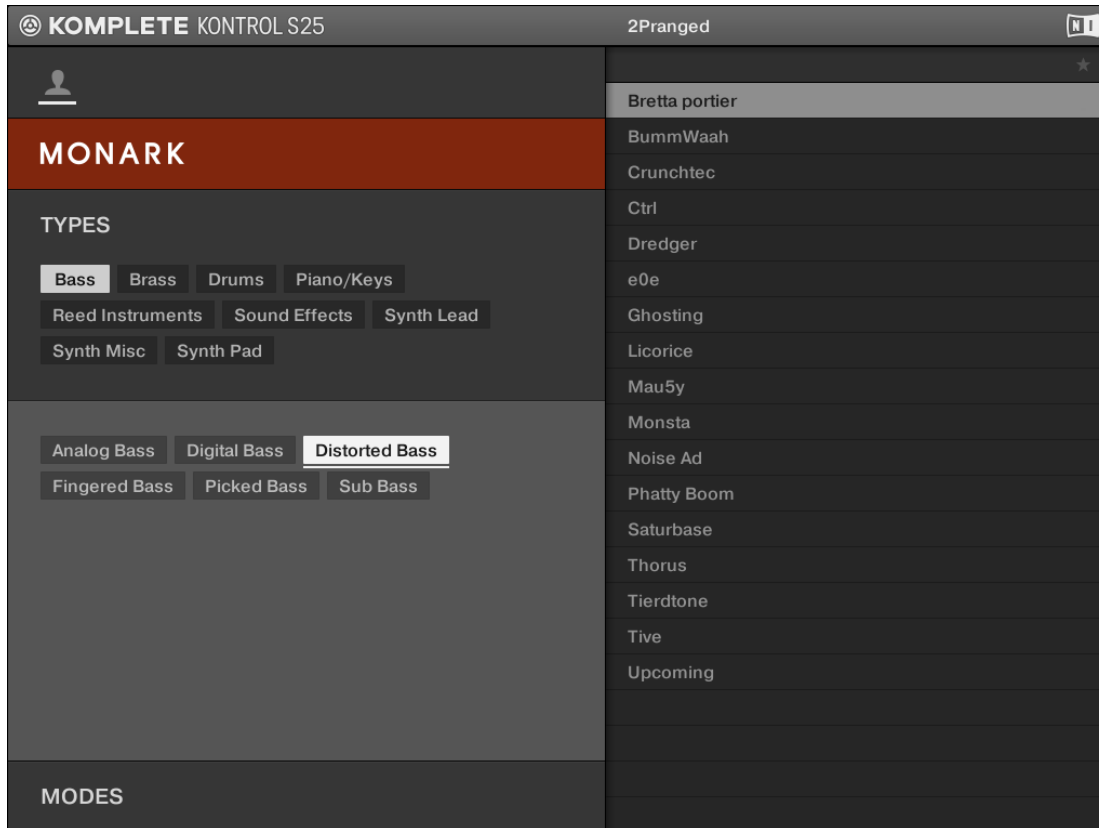 KOMPLETE KONTROL S25
2Pranged
NI
MONARK
TYPES
Bass Brass Drums Piano/Keys
Reed Instruments Sound Effects Synth Lead
Synth Misc Synth Pad
Analog Bass Digital Bass Distorted Bass
Fingered Bass Picked Bass Sub Bass
MODES
Bretta portier
BummWaah
Crunchtec
Ctrl
Dredger
e0e
Ghosting
Licorice
Mau5y
Monsta
Noise Ad
Phatty Boom
Saturbase
Thorus
Tierdtone
Tive
Upcoming